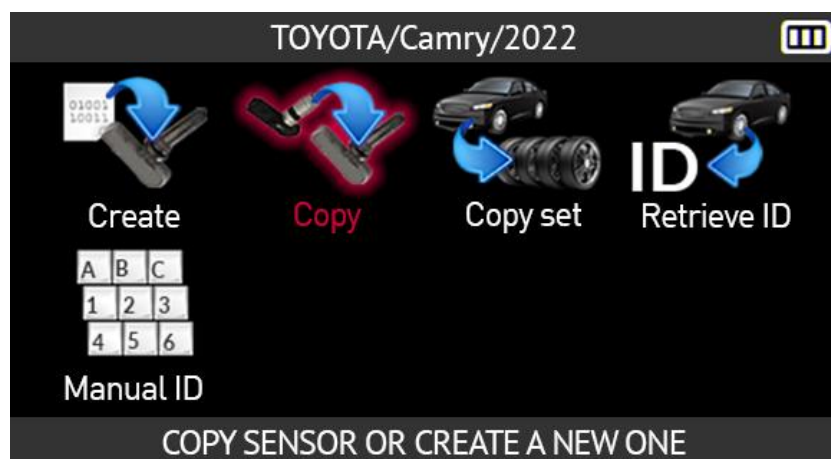 TOYOTA/Camry/2022
01001
10011
Create
Copy
Copy set
ID
Retrieve ID
A B C
1 2 3
4 5 6
Manual ID
COPY SENSOR OR CREATE A NEW ONE